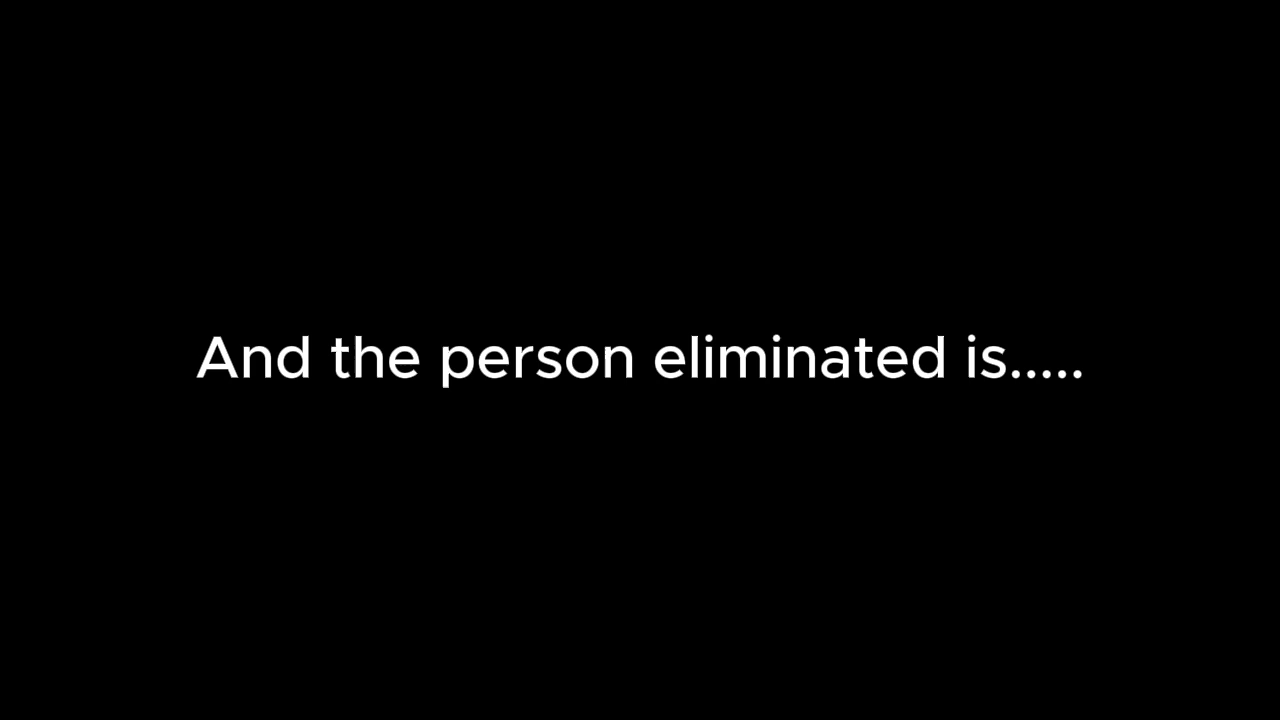 And the person eliminated is.....